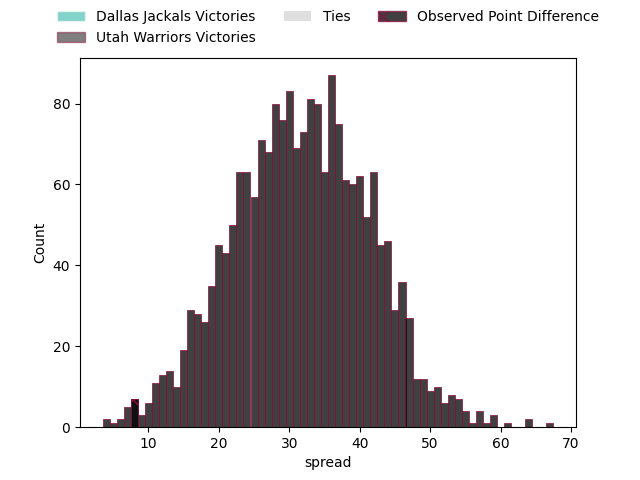 Dallas Jackals Victories
Utah Warriors Victories
Ties
Observed Point Difference
Count
80
60
40
20
0
10 20 30 40 50 60 70
spread